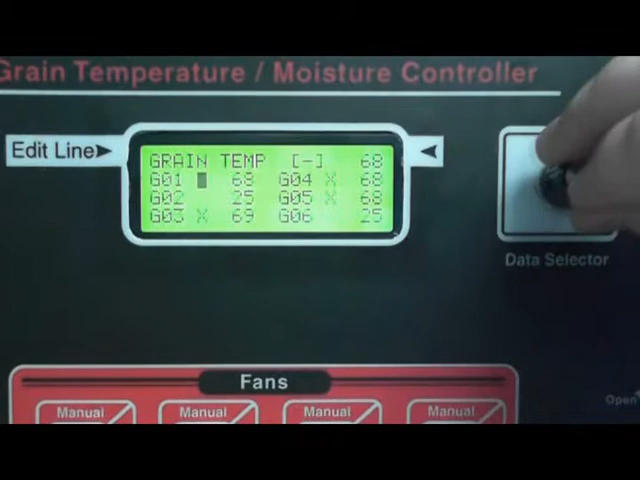 Grain Temperature / Moisture Controller
Edit Line
GRAIN TEMP [-] 68
G01 68 G04 X 68
G02 25 G05 X 68
G03 X 69 G06 25
Data Selector
Fans
Manual Manual Manual Manual
Open